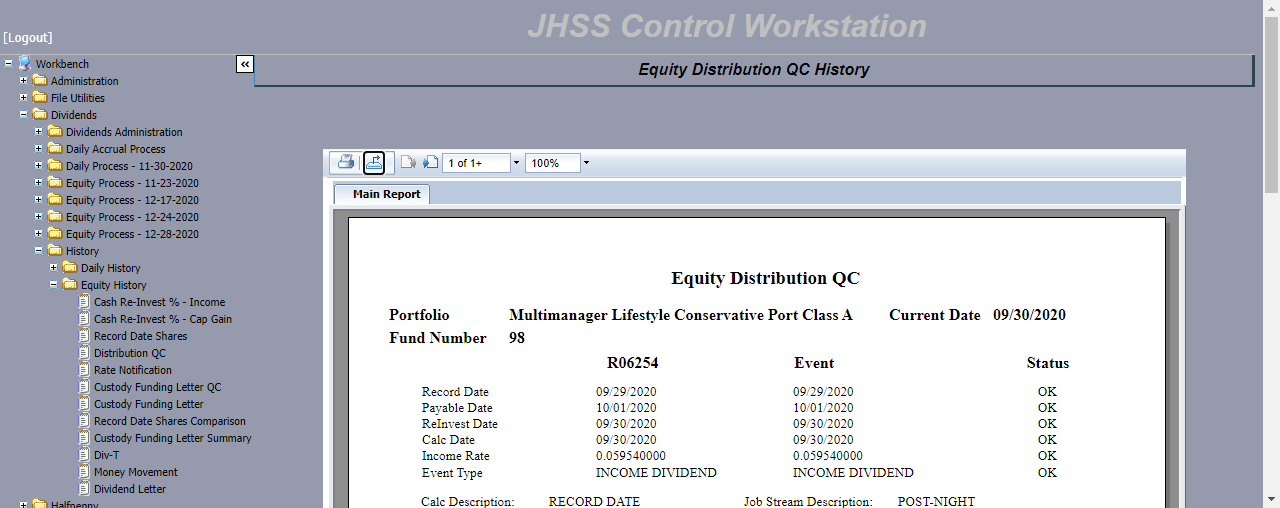 JHSS Control Workstation
[Logout]
Workbench
«
Equity Distribution QC History
Administration
File Utilities
Dividends
Dividends Administration
Daily Accrual Process
Daily Process - 11-30-2020
Equity Process - 11-23-2020
Equity Process - 12-17-2020
Equity Process - 12-24-2020
Equity Process - 12-28-2020
History
Daily History
Equity History
Cash Re-Invest % - Income
Cash Re-Invest % - Cap Gain
Record Date Shares
Distribution QC
Rate Notification
Custody Funding Letter QC
Custody Funding Letter
Record Date Shares Comparison
Custody Funding Letter Summary
Div-T
Money Movement
Dividend Letter
Halfpenny
1 of 1+ 100%
Main Report
Equity Distribution QC
Portfolio Multimanager Lifestyle Conservative Port Class A Current Date 09/30/2020
Fund Number 98
R06254 Event Status
Record Date 09/29/2020 09/29/2020 OK
Payable Date 10/01/2020 10/01/2020 OK
ReInvest Date 09/30/2020 09/30/2020 OK
Calc Date 09/30/2020 09/30/2020 OK
Income Rate 0.059540000 0.059540000 OK
Event Type INCOME DIVIDEND INCOME DIVIDEND OK
Calc Description: RECORD DATE Job Stream Description: POST-NIGHT